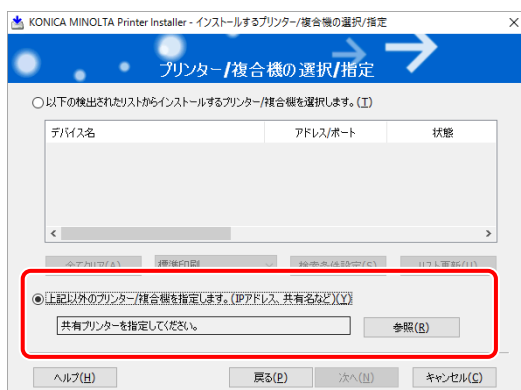 KONICA MINOLTA Printer Installer - インストールするプリンター/複合機の選択/指定
プリンター/複合機の選択/指定
以下の検出されたリストからインストールするプリンター/複合機を選択します。(T)
デバイス名 アドレス/ポート 状態
全てクリア(A) 標準印刷 検索条件設定(S) リスト更新(U)
上記以外のプリンター/複合機を指定します。(IPアドレス、共有名など)(Y)
共有プリンターを指定してください。 参照(R)
ヘルプ(H) 戻る(P) 次へ(N) キャンセル(C)